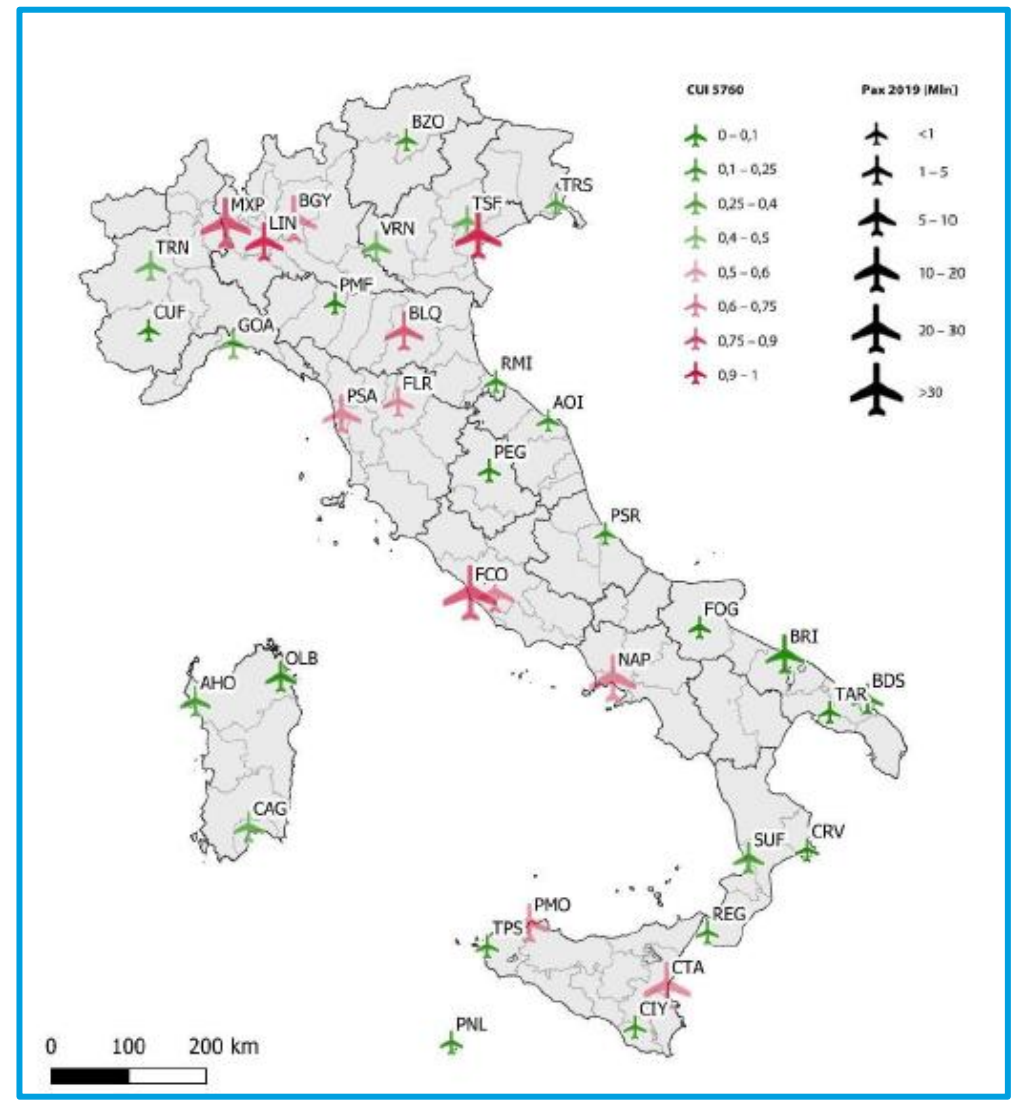 CUI 5760
0 – 0,1
0,1 – 0,25
0,25 – 0,4
0,4 – 0,5
0,5 – 0,6
0,6 – 0,75
0,75 – 0,9
0,9 – 1
Pax 2019 [Mln]
<1
1 – 5
5 – 10
10 – 20
20 – 30
>30
BZO
TRS
MXP
BGY
TSF
LIN
VRN
TRN
PMF
CUF
GOA
BLQ
RMI
FLR
PSA
AOI
PEG
PSR
FCO
FOG
BRI
NAP
OLB
AHO
BDS
TAR
CAG
SUF
CRV
PMO
REG
TPS
CTA
CIY
PNL
0 100 200 km